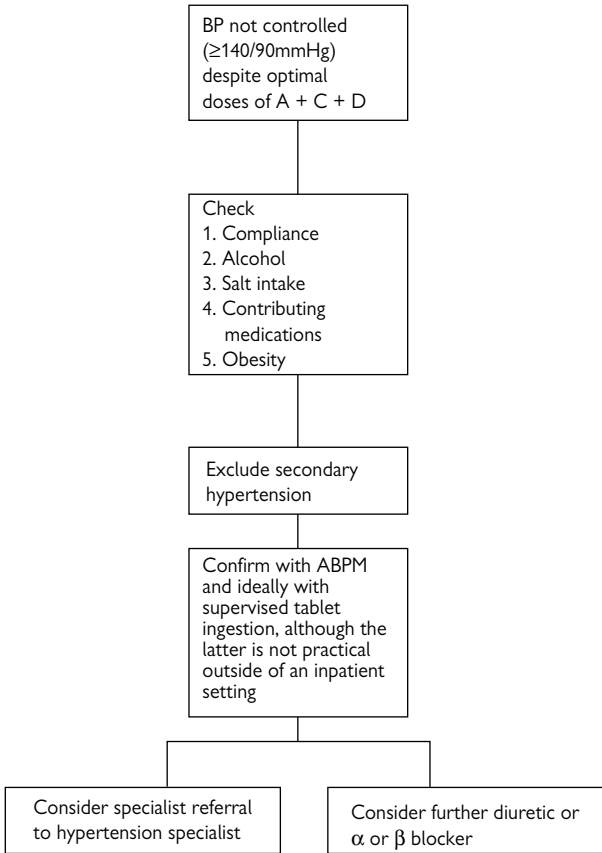 BP not controlled
(≥140/90mmHg)
despite optimal
doses of A + C + D
Check
1. Compliance
2. Alcohol
3. Salt intake
4. Contributing
medications
5. Obesity
Exclude secondary
hypertension
Confirm with ABPM
and ideally with
supervised tablet
ingestion, although the
latter is not practical
outside of an inpatient
setting
Consider specialist referral
to hypertension specialist
Consider further diuretic or
α or β blocker